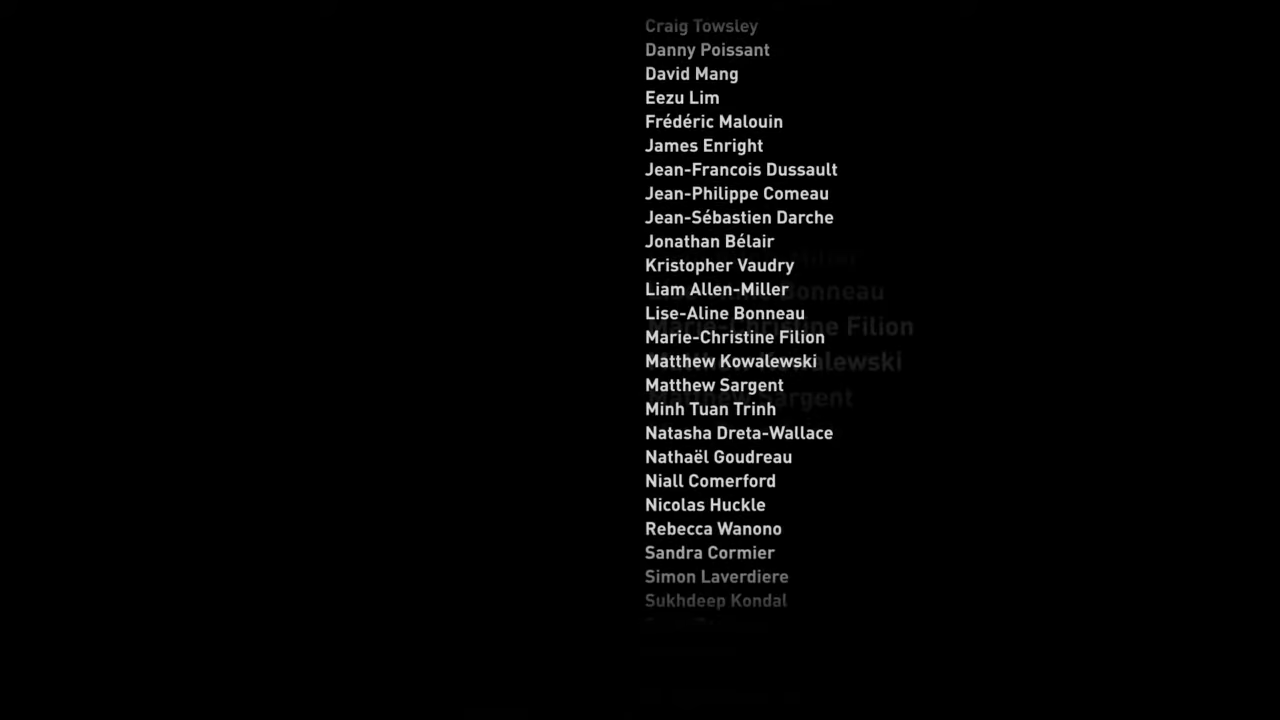 Craig Towsley
Danny Poissant
David Mang
Eezu Lim
Frédéric Malouin
James Enright
Jean-Francois Dussault
Jean-Philippe Comeau
Jean-Sébastien Darche
Jonathan Bélair
Kristopher Vaudry
Liam Allen-Miller
Lise-Aline Bonneau
Marie-Christine Filion
Matthew Kowalewski
Matthew Sargent
Minh Tuan Trinh
Natasha Dreta-Wallace
Nathaël Goudreau
Niall Comerford
Nicolas Huckle
Rebecca Wanono
Sandra Cormier
Simon Laverdiere
Sukhdeep Kondal